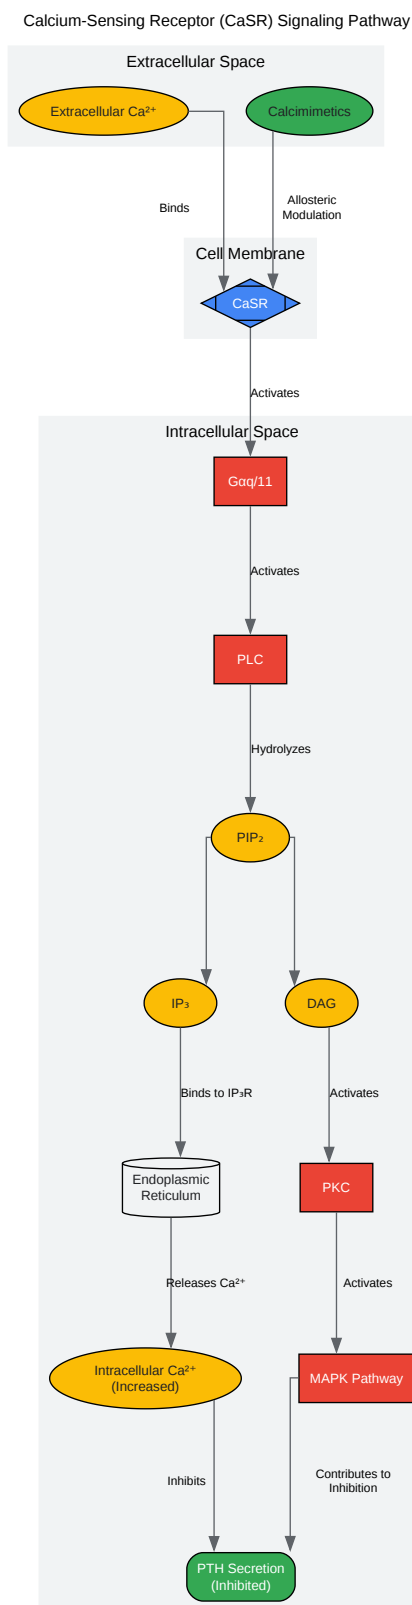 Calcium-Sensing Receptor (CaSR) Signaling Pathway
Extracellular Space
Extracellular Ca²⁺
Calcimimetics
Binds
Allosteric
Modulation
Cell Membrane
CaSR
Activates
Intracellular Space
Gαq/11
Activates
PLC
Hydrolyzes
PIP₂
IP₃
DAG
Binds to IP₃R
Activates
Endoplasmic
Reticulum
PKC
Releases Ca²⁺
Activates
Intracellular Ca²⁺
(Increased)
MAPK Pathway
Inhibits
Contributes to
Inhibition
PTH Secretion
(Inhibited)